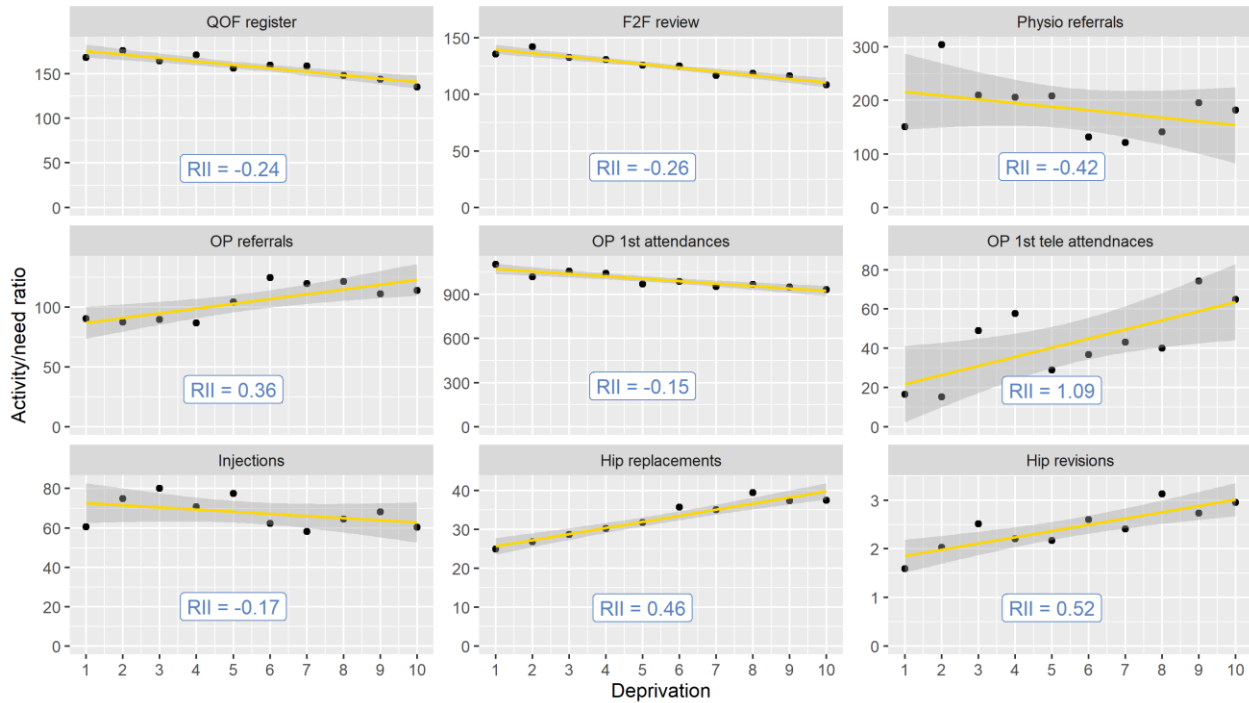 QOF register
150
100
50
0
RII = -0.24
F2F review
150
100
50
0
RII = -0.26
Physio referrals
300
200
100
0
RII = -0.42
OP referrals
100
50
0
RII = 0.36
OP 1st attendances
900
600
300
0
RII = -0.15
OP 1st tele attendnaces
80
60
40
20
0
RII = 1.09
Injections
80
60
40
20
0
RII = -0.17
1 2 3 4 5 6 7 8 9 10
Hip replacements
40
30
20
10
0
RII = 0.46
1 2 3 4 5 6 7 8 9 10
Hip revisions
3
2
1
0
RII = 0.52
1 2 3 4 5 6 7 8 9 10
Activity/need ratio
Deprivation